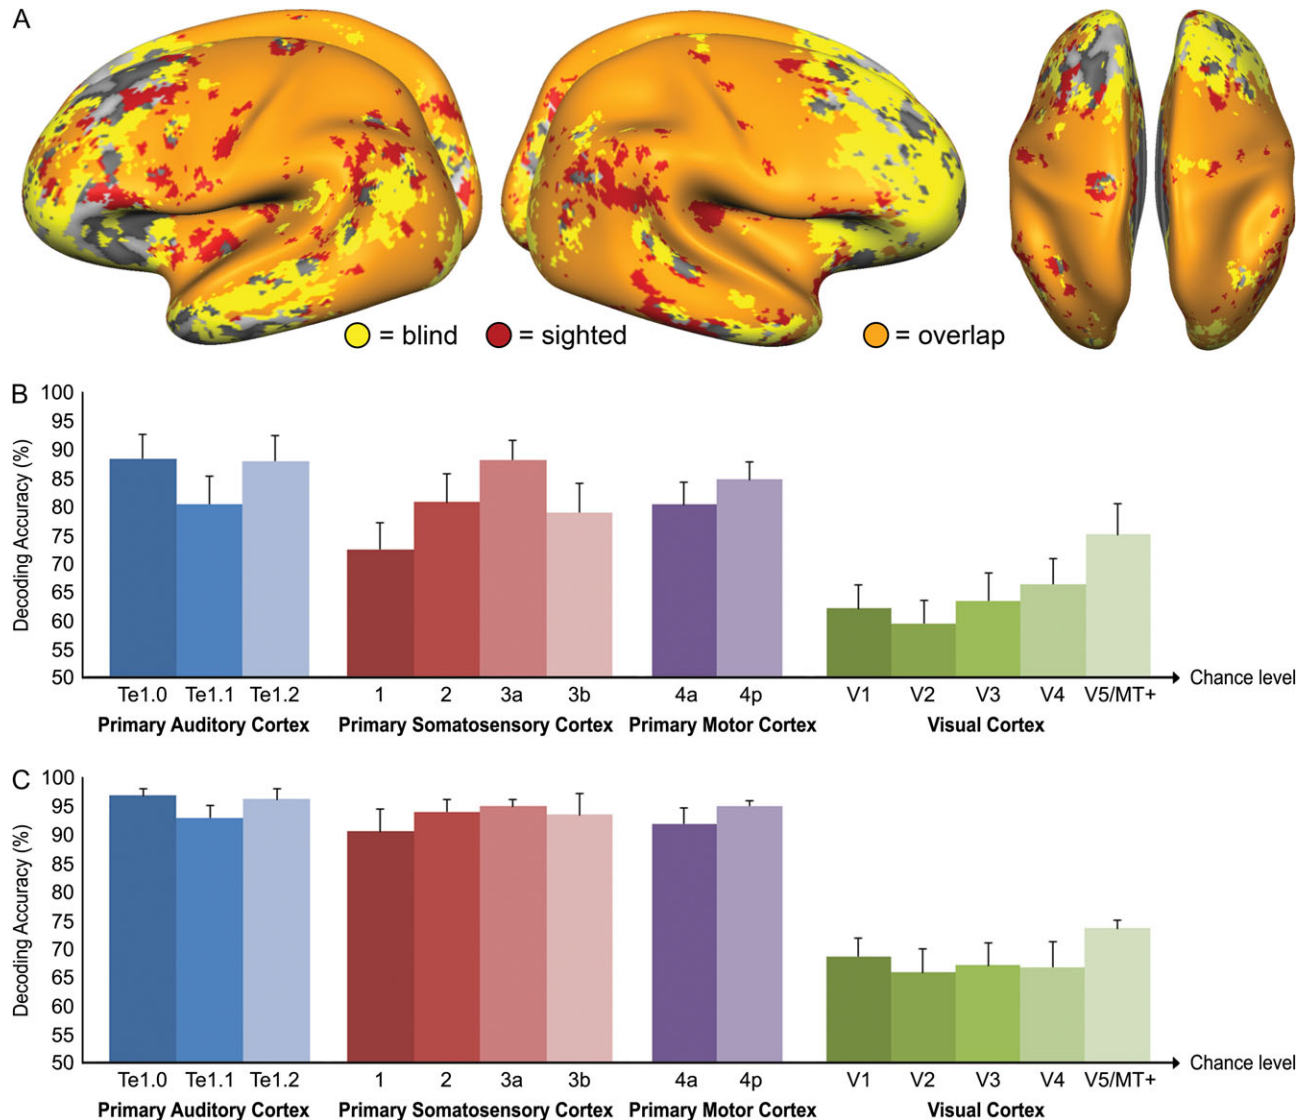 A
= blind = sighted = overlap
B
Decoding Accuracy (%)
100
95
90
85
80
75
70
65
60
55
50
Chance level
Te1.0 Te1.1 Te1.2 1 2 3a 3b 4a 4p V1 V2 V3 V4 V5/MT+
Primary Auditory Cortex Primary Somatosensory Cortex Primary Motor Cortex Visual Cortex
C
Decoding Accuracy (%)
100
95
90
85
80
75
70
65
60
55
50
Chance level
Te1.0 Te1.1 Te1.2 1 2 3a 3b 4a 4p V1 V2 V3 V4 V5/MT+
Primary Auditory Cortex Primary Somatosensory Cortex Primary Motor Cortex Visual Cortex